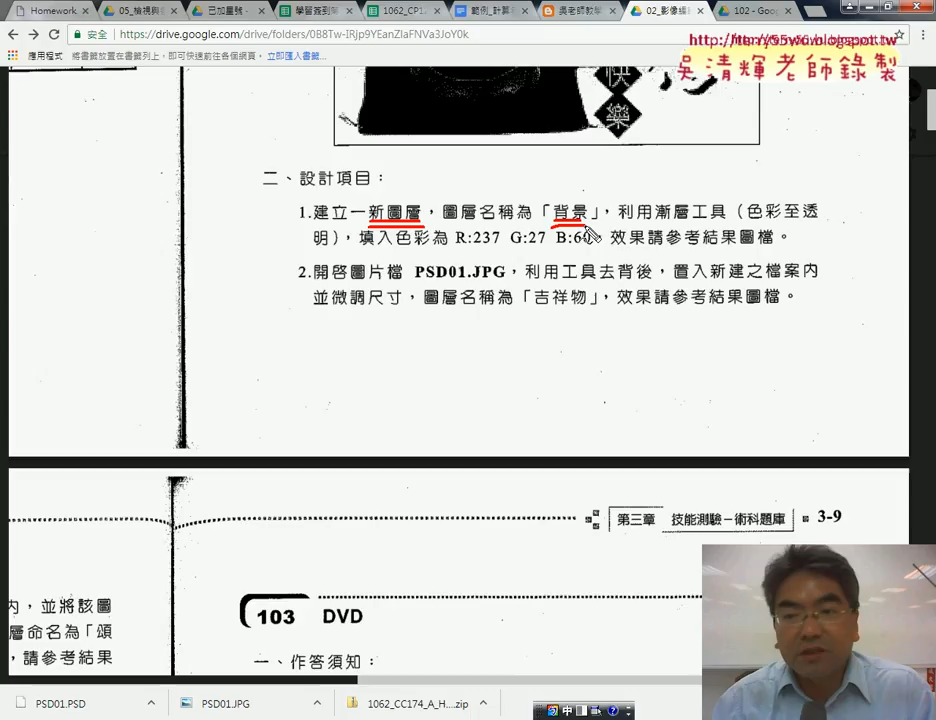 Homework
05_檢視與
已加星號 -
學習簽到
1062_CP1
範例_計算
吳老師教
02_影像編
102 - Goo
安全
https://drive.google.com/drive/folders/0B8Tw-IRjp9YEanZlaFNVa3JoY0k
應用程式
將書籤放置在書籤列上,即可快速前往各個網頁。
立即匯入書籤...
吳清輝老師錄製
快
樂
二、設計項目:
1.建立一新圖層,圖層名稱為「背景」,利用漸層工具(色彩至透
明),填入色彩為 R:237 G:27 B:6 效果請參考結果圖檔。
2.開啓圖片檔 PSD01.JPG,利用工具去背後,置入新建之檔案內
並微調尺寸,圖層名稱為「吉祥物」,效果請參考結果圖檔。
第三章 技能測驗-術科題庫 3-9
內,並將該圖
層命名為「頌
,請參考結果
103 DVD
一、作答須知:
PSD01.PSD
PSD01.JPG
1062_CC174_A_H....zip
中